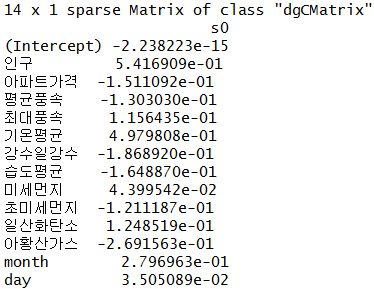 14 x 1 sparse Matrix of class "dgCMatrix"
s0
(Intercept) -2.238223e-15
인구 5.416909e-01
아파트가격 -1.511092e-01
평균풍속 -1.303030e-01
최대풍속 1.156435e-01
기온평균 4.979808e-01
강수일강수 -1.868920e-01
습도평균 -1.648870e-01
미세먼지 4.399542e-02
초미세먼지 -1.211187e-01
일산화탄소 1.248519e-01
아황산가스 -2.691563e-01
month 2.796963e-01
day 3.505089e-02